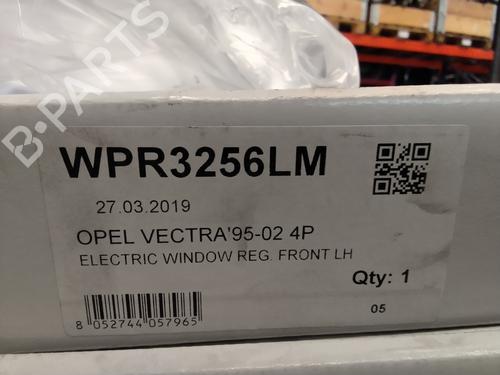 WPR3256LM
27.03.2019
OPEL VECTRA'95-02 4P
ELECTRIC WINDOW REG. FRONT LH
Qty: 1
05
8 052744 057965
B-PARTS